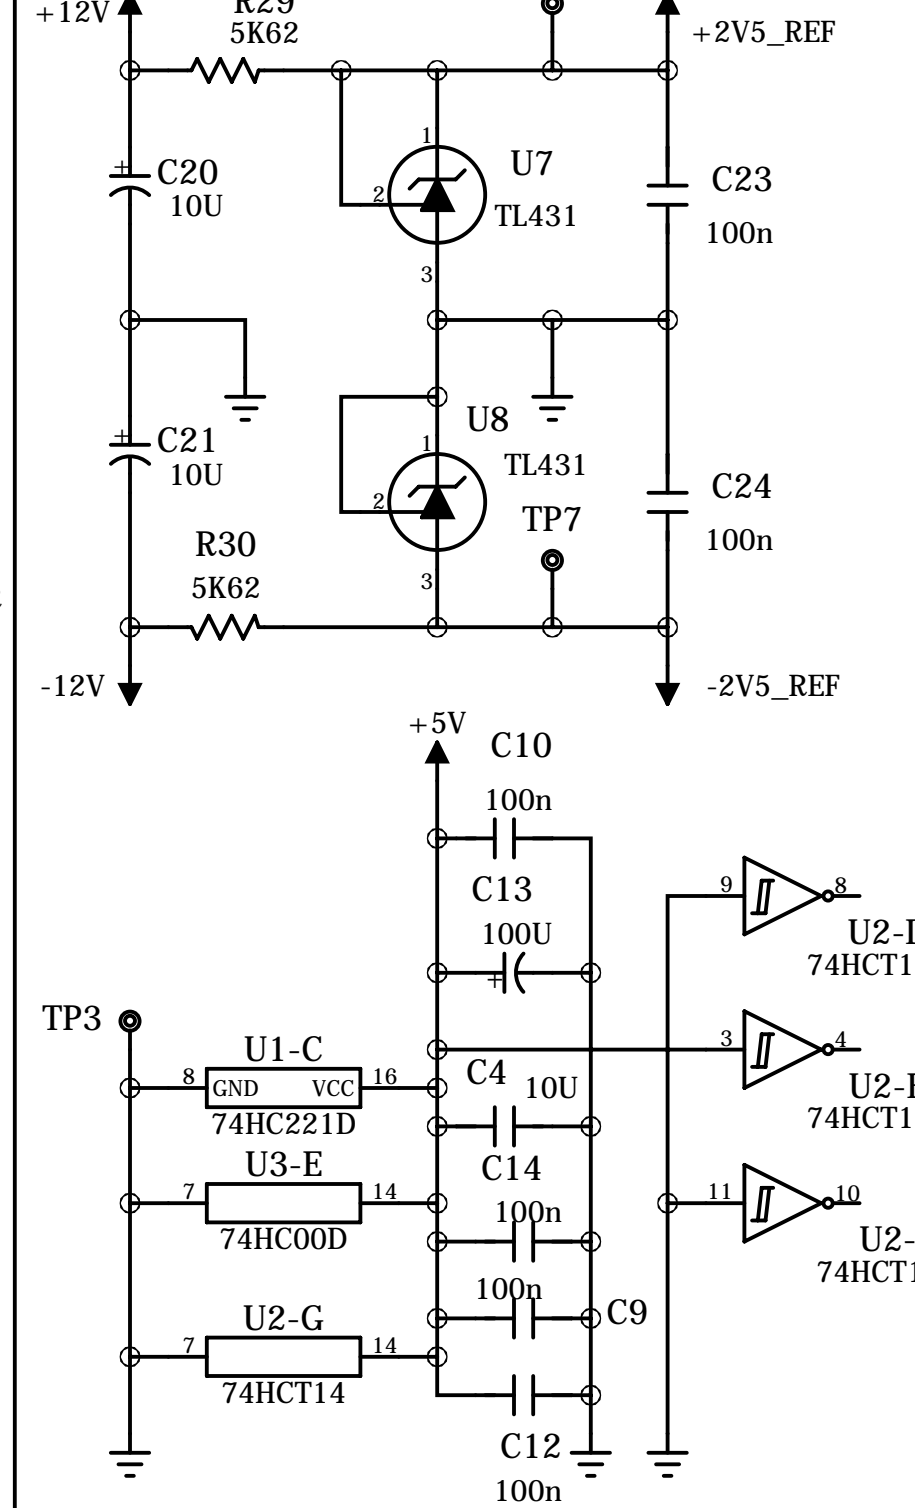 R29
+12V
5K62
+2V5_REF
1
U7
C20
2
C23
10U
TL431
100n
3
U8
C21
1
TL431
10U
2
C24
TP7
R30
100n
5K62
3
-12V
-2V5_REF
+5V
C10
100n
C13
9
8
100U
+
TP3
U1-C
3
4
8
GND
VCC
16
C4
10U
74HC221D
U3-E
C14
7
14
11
10
100n
74HC00D
100n
U2-G
C9
7
14
74HCT14
C12
100n